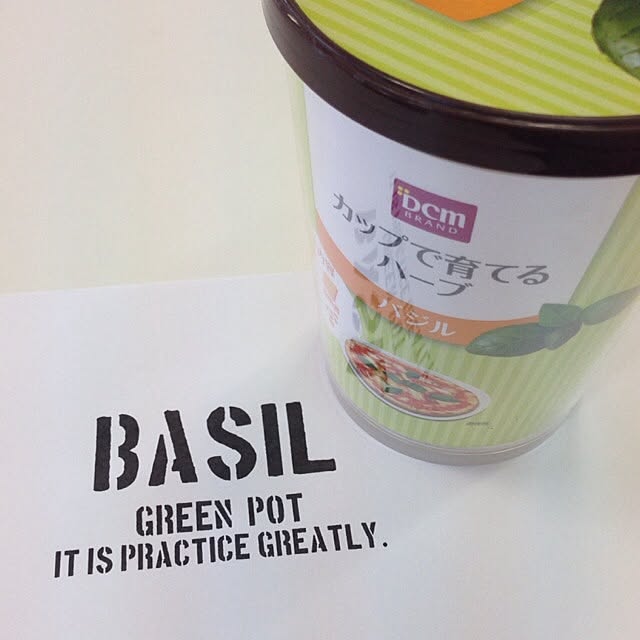 DCM
BRAND
カップで育てる
ハーブ
バジル
BASIL
GREEN POT
IT IS PRACTICE GREATLY.